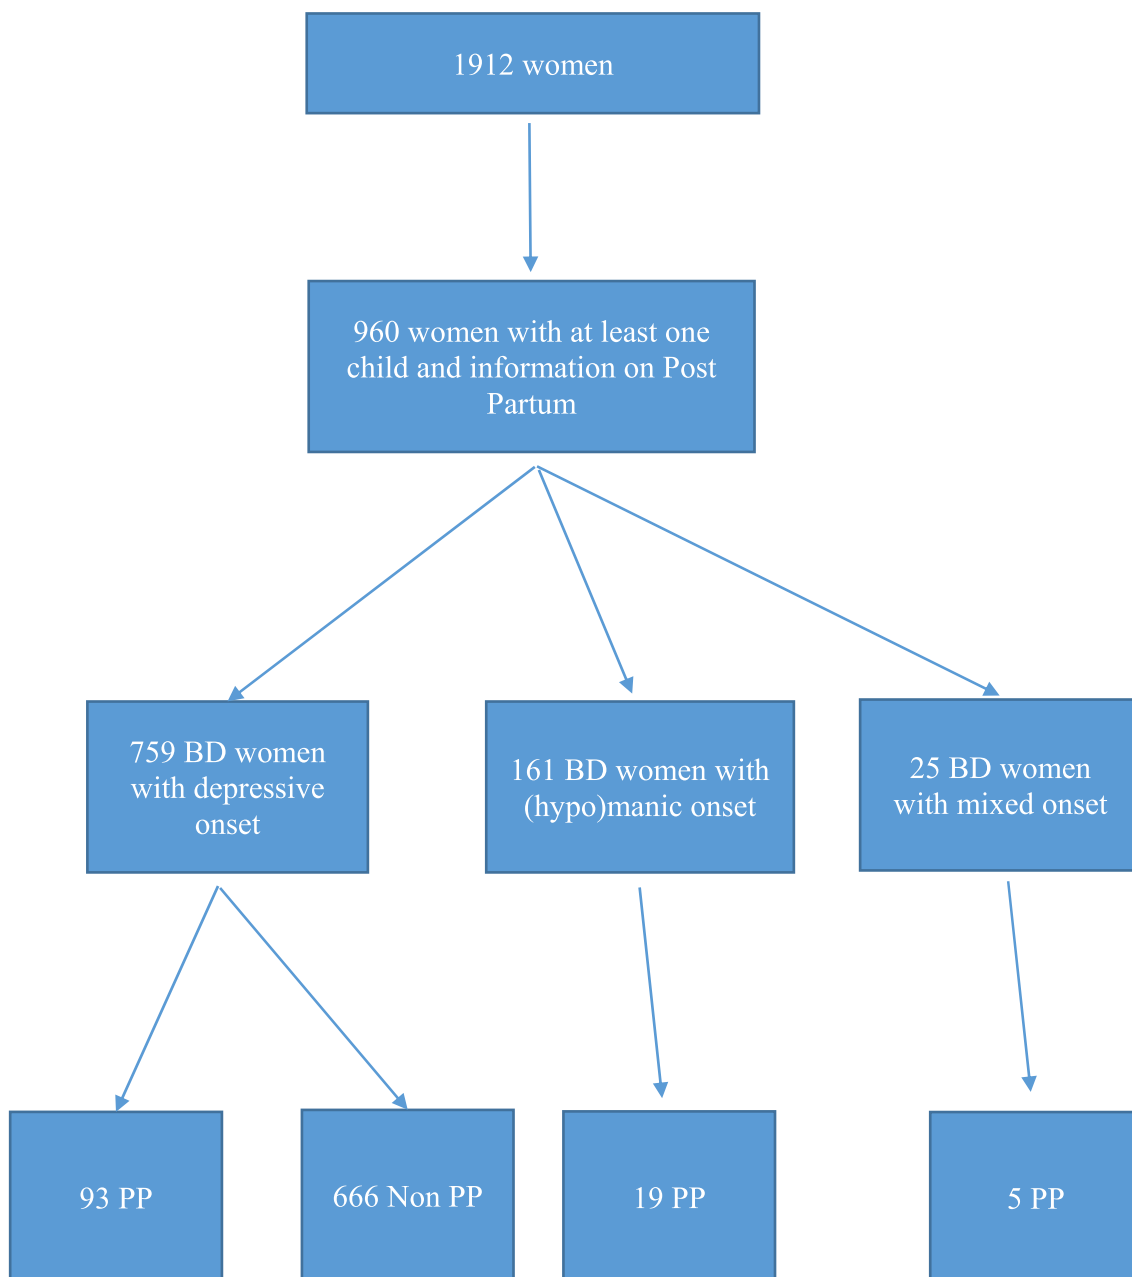 1912 women
960 women with at least one
child and information on Post
Partum
759 BD women
with depressive
onset
161 BD women with
(hypo)manic onset
25 BD women
with mixed onset
93 PP
666 Non PP
19 PP
5 PP